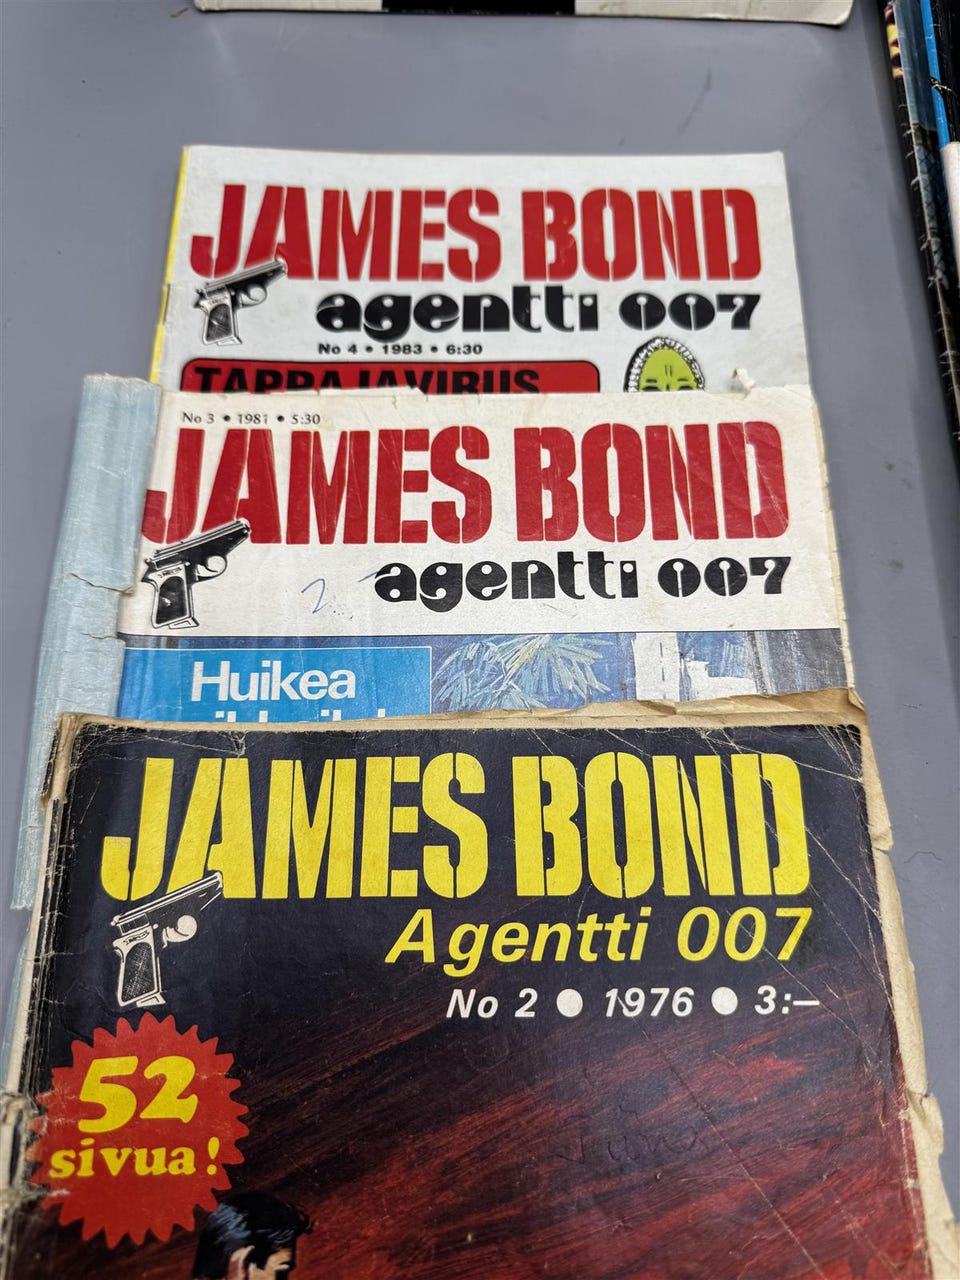 JAMES BOND
agentti 007
No 4 • 1983 • 6:30
TAPPAJAVIRUS
No 3 • 1981 • 5:30
JAMES BOND
agentti 007
2
Huikea
JAMES BOND
Agentti 007
No 2 • 1976 • 3:–
52
sivua!